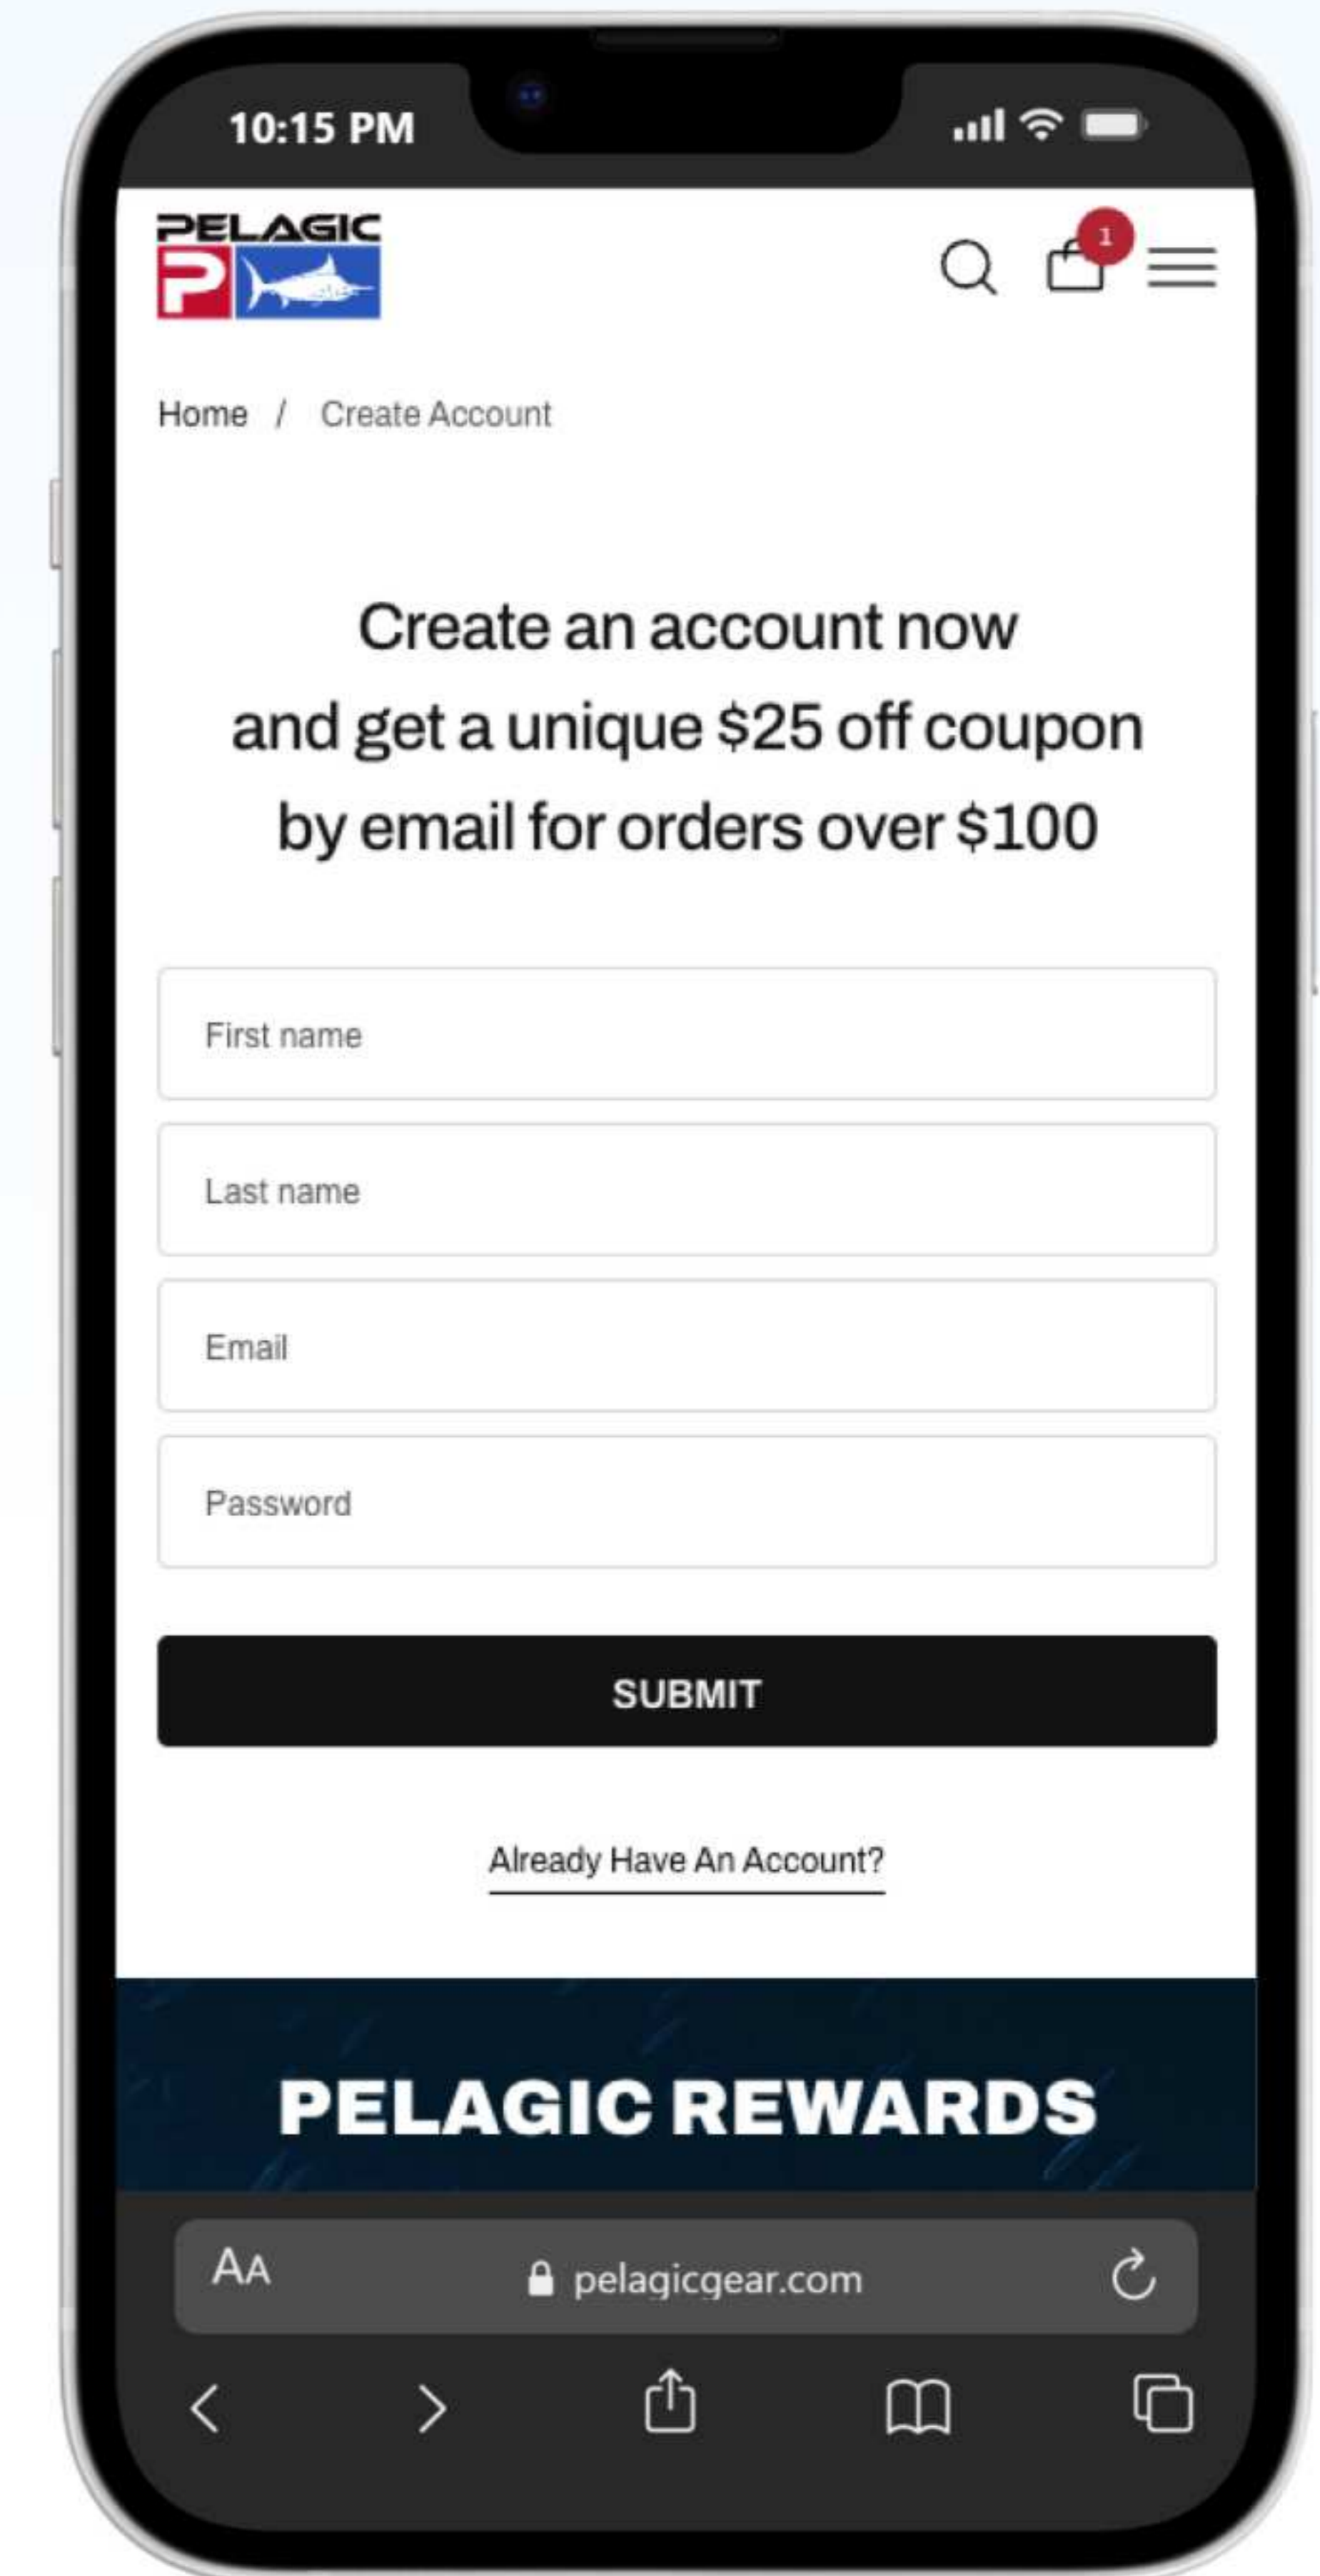 10:15 PM
PELAGIC
P
1
Home / Create Account
Create an account now
and get a unique $25 off coupon
by email for orders over $100
First name
Last name
Email
Password
SUBMIT
Already Have An Account?
PELAGIC REWARDS
AA pelagicgear.com